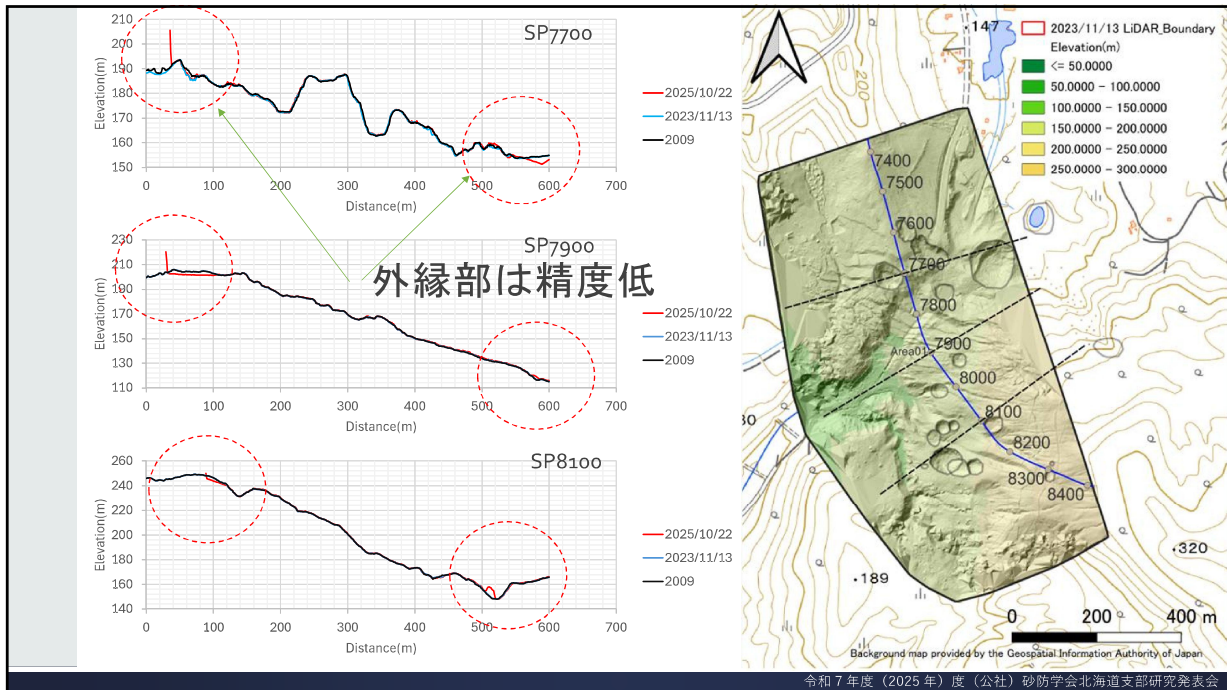 SP7700
210
200
190
180
170
160
150
Elevation(m)
0 100 200 300 400 500 600 700
Distance(m)
2025/10/22
2023/11/13
2009
SP7900
230
210
190
170
150
130
110
Elevation(m)
0 100 200 300 400 500 600 700
Distance(m)
2025/10/22
2023/11/13
2009
外縁部は精度低
SP8100
260
240
220
200
180
160
140
Elevation(m)
0 100 200 300 400 500 600 700
Distance(m)
2025/10/22
2023/11/13
2009
147
200
2023/11/13 LiDAR_Boundary
Elevation(m)
<= 50.0000
50.0000 - 100.0000
100.0000 - 150.0000
150.0000 - 200.0000
200.0000 - 250.0000
250.0000 - 300.0000
7400
7500
7600
7700
7800
7900
Area01
8000
8100
8200
8300
8400
189
320
0 200 400 m
Background map provided by the Geospatial Information Authority of Japan
令和７年度（2025 年）度（公社）砂防学会北海道支部研究発表会